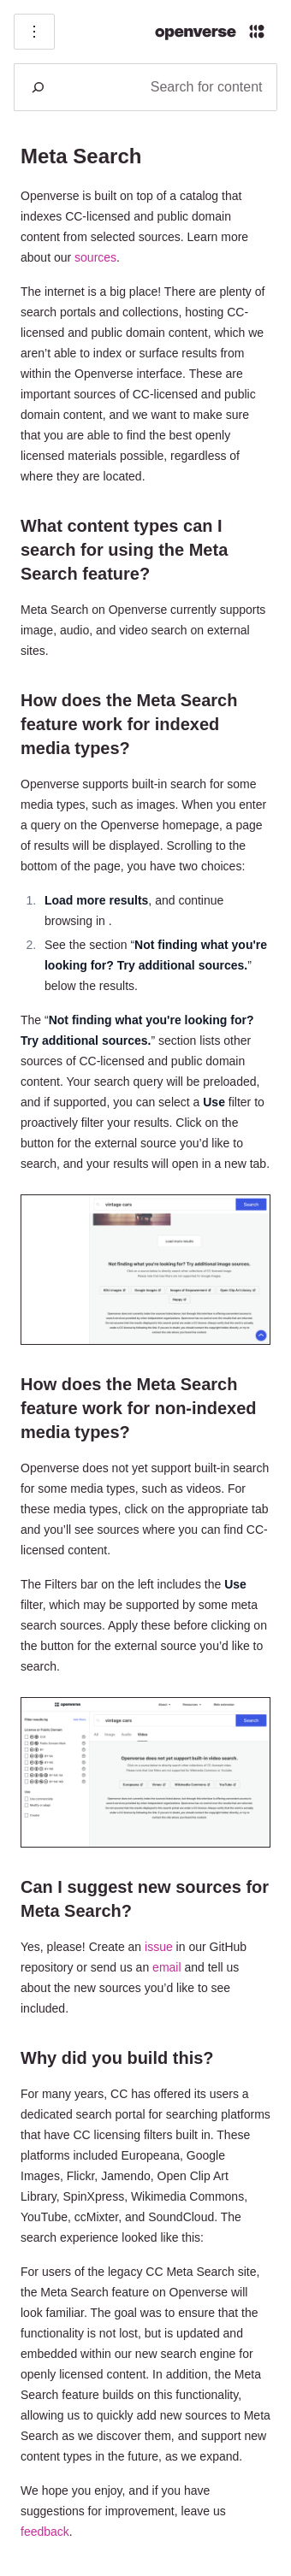 openverse
Search for content
Meta Search
Openverse is built on top of a catalog that
indexes CC-licensed and public domain
content from selected sources. Learn more
about our sources.
The internet is a big place! There are plenty of
search portals and collections, hosting CC-
licensed and public domain content, which we
aren't able to index or surface results from
within the Openverse interface. These are
important sources of CC-licensed and public
domain content, and we want to make sure
that you are able to find the best openly
licensed materials possible, regardless of
where they are located.
What content types can I
search for using the Meta
Search feature?
Meta Search on Openverse currently supports
image, audio, and video search on external
sites.
How does the Meta Search
feature work for indexed
media types?
Openverse supports built-in search for some
media types, such as images. When you enter
a query on the Openverse homepage, a page
of results will be displayed. Scrolling to the
bottom of the page, you have two choices:
1. Load more results, and continue
browsing in .
2. See the section “Not finding what you're
looking for? Try additional sources.”
below the results.
The “Not finding what you're looking for?
Try additional sources.” section lists other
sources of CC-licensed and public domain
content. Your search query will be preloaded,
and if supported, you can select a Use filter to
proactively filter your results. Click on the
button for the external source you’d like to
search, and your results will open in a new tab.
vintage cars
Search
Load more results
Not finding what you're looking for? Try additional image sources.
How does the Meta Search
feature work for non-indexed
media types?
Openverse does not yet support built-in search
for some media types, such as videos. For
these media types, click on the appropriate tab
and you’ll see sources where you can find CC-
licensed content.
The Filters bar on the left includes the Use
filter, which may be supported by some meta
search sources. Apply these before clicking on
the button for the external source you’d like to
search.
openverse
vintage cars
Search
Openverse does not yet support built-in video search.
Can I suggest new sources for
Meta Search?
Yes, please! Create an issue in our GitHub
repository or send us an email and tell us
about the new sources you’d like to see
included.
Why did you build this?
For many years, CC has offered its users a
dedicated search portal for searching platforms
that have CC licensing filters built in. These
platforms included Europeana, Google
Images, Flickr, Jamendo, Open Clip Art
Library, SpinXpress, Wikimedia Commons,
YouTube, ccMixter, and SoundCloud. The
search experience looked like this:
For users of the legacy CC Meta Search site,
the Meta Search feature on Openverse will
look familiar. The goal was to ensure that the
functionality is not lost, but is updated and
embedded within our new search engine for
openly licensed content. In addition, the Meta
Search feature builds on this functionality,
allowing us to quickly add new sources to Meta
Search as we discover them, and support new
content types in the future, as we expand.
We hope you enjoy, and if you have
suggestions for improvement, leave us
feedback.